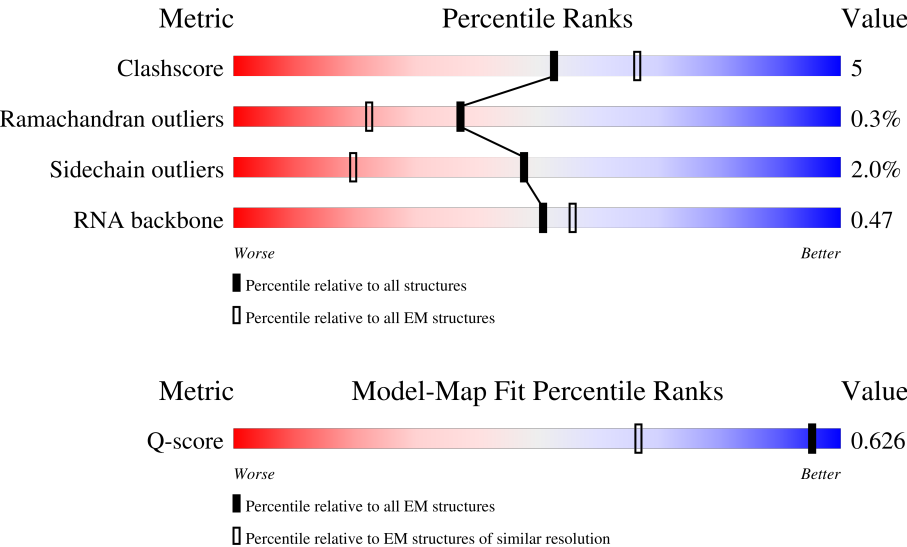 Metric Percentile Ranks Value
Clashscore 5
Ramachandran outliers 0.3%
Sidechain outliers 2.0%
RNA backbone 0.47
Worse Better
Percentile relative to all structures
Percentile relative to all EM structures
Metric Model-Map Fit Percentile Ranks Value
Q-score 0.626
Worse Better
Percentile relative to all EM structures
Percentile relative to EM structures of similar resolution